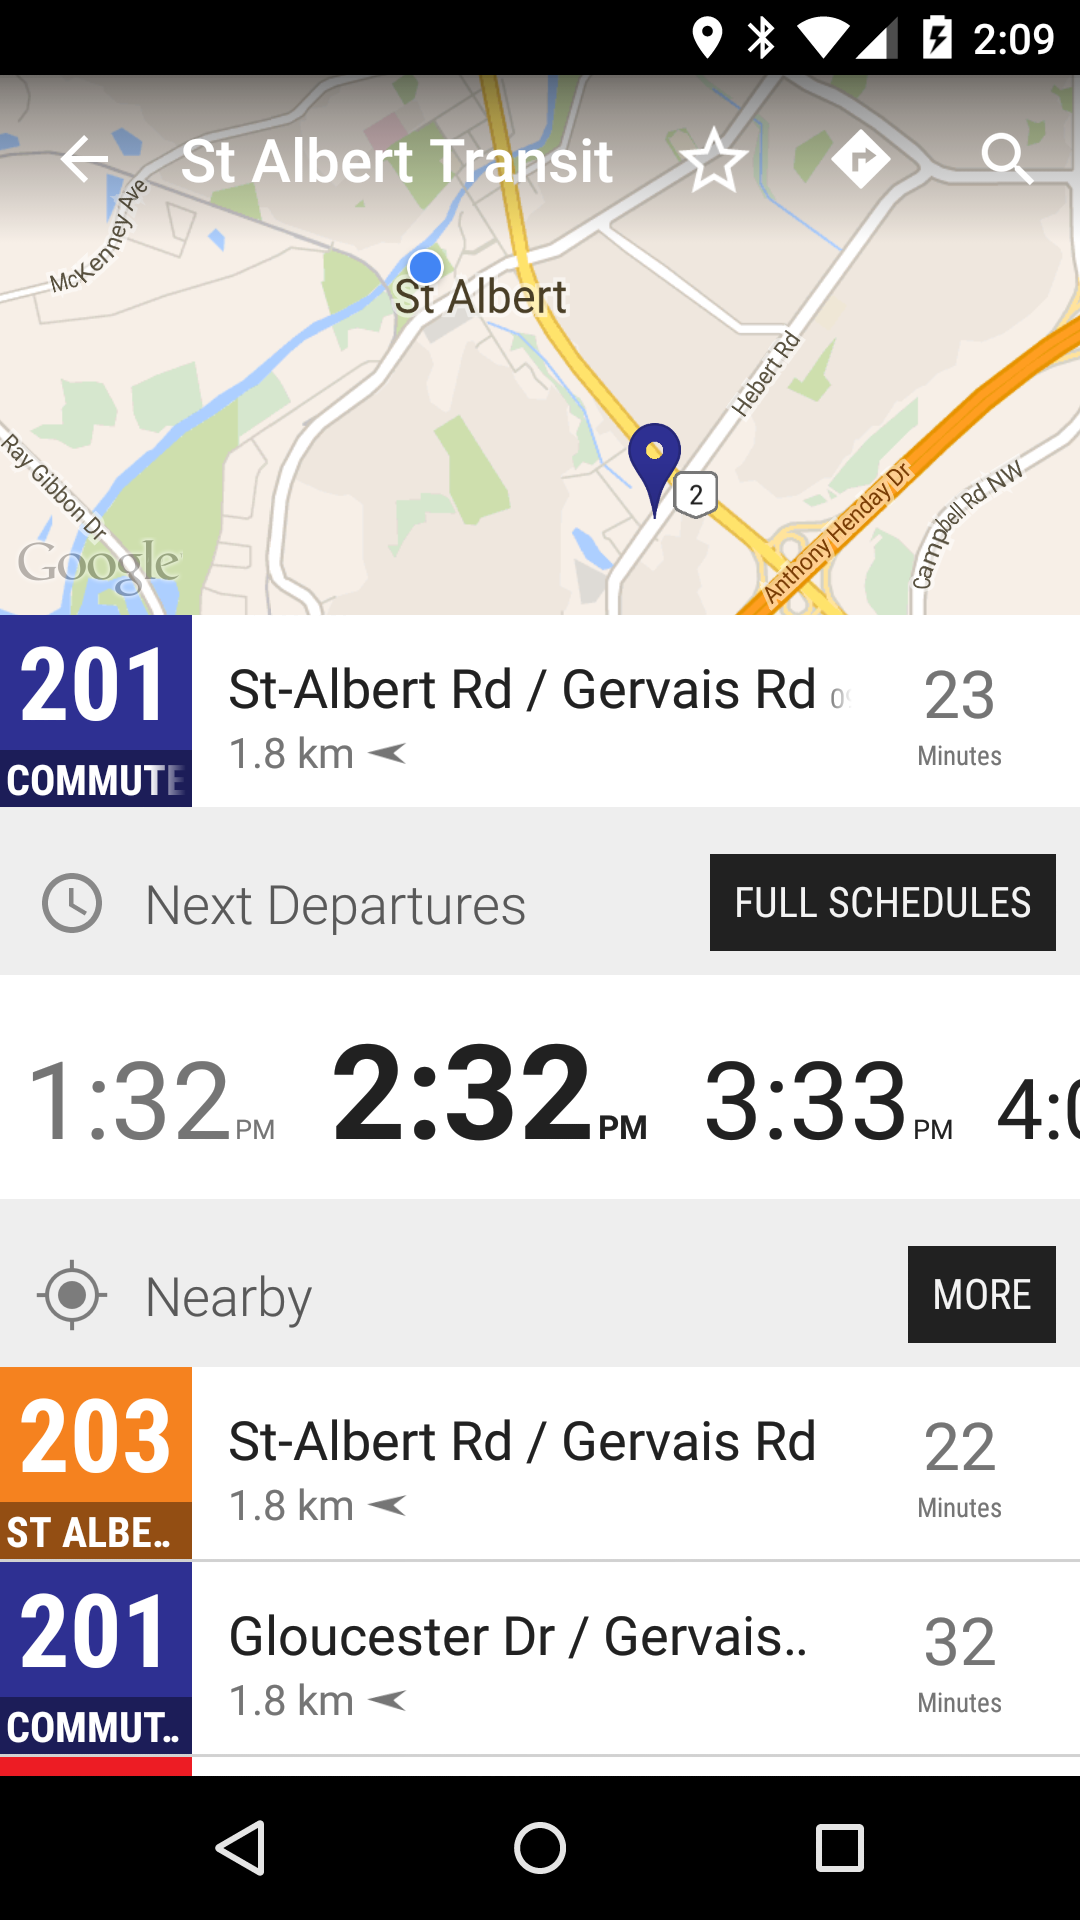 2:09
St Albert Transit
McKenney Ave
St Albert
Hebert Rd
Ray Gibbon Dr
2
Anthony Henday Dr
Campbell Rd NW
Google
201
COMMUTE
St-Albert Rd / Gervais Rd
1.8 km
23
Minutes
Next Departures
FULL SCHEDULES
1:32 PM
2:32 PM
3:33 PM
Nearby
MORE
203
ST ALBE..
St-Albert Rd / Gervais Rd
1.8 km
22
Minutes
201
COMMUT..
Gloucester Dr / Gervais..
1.8 km
32
Minutes